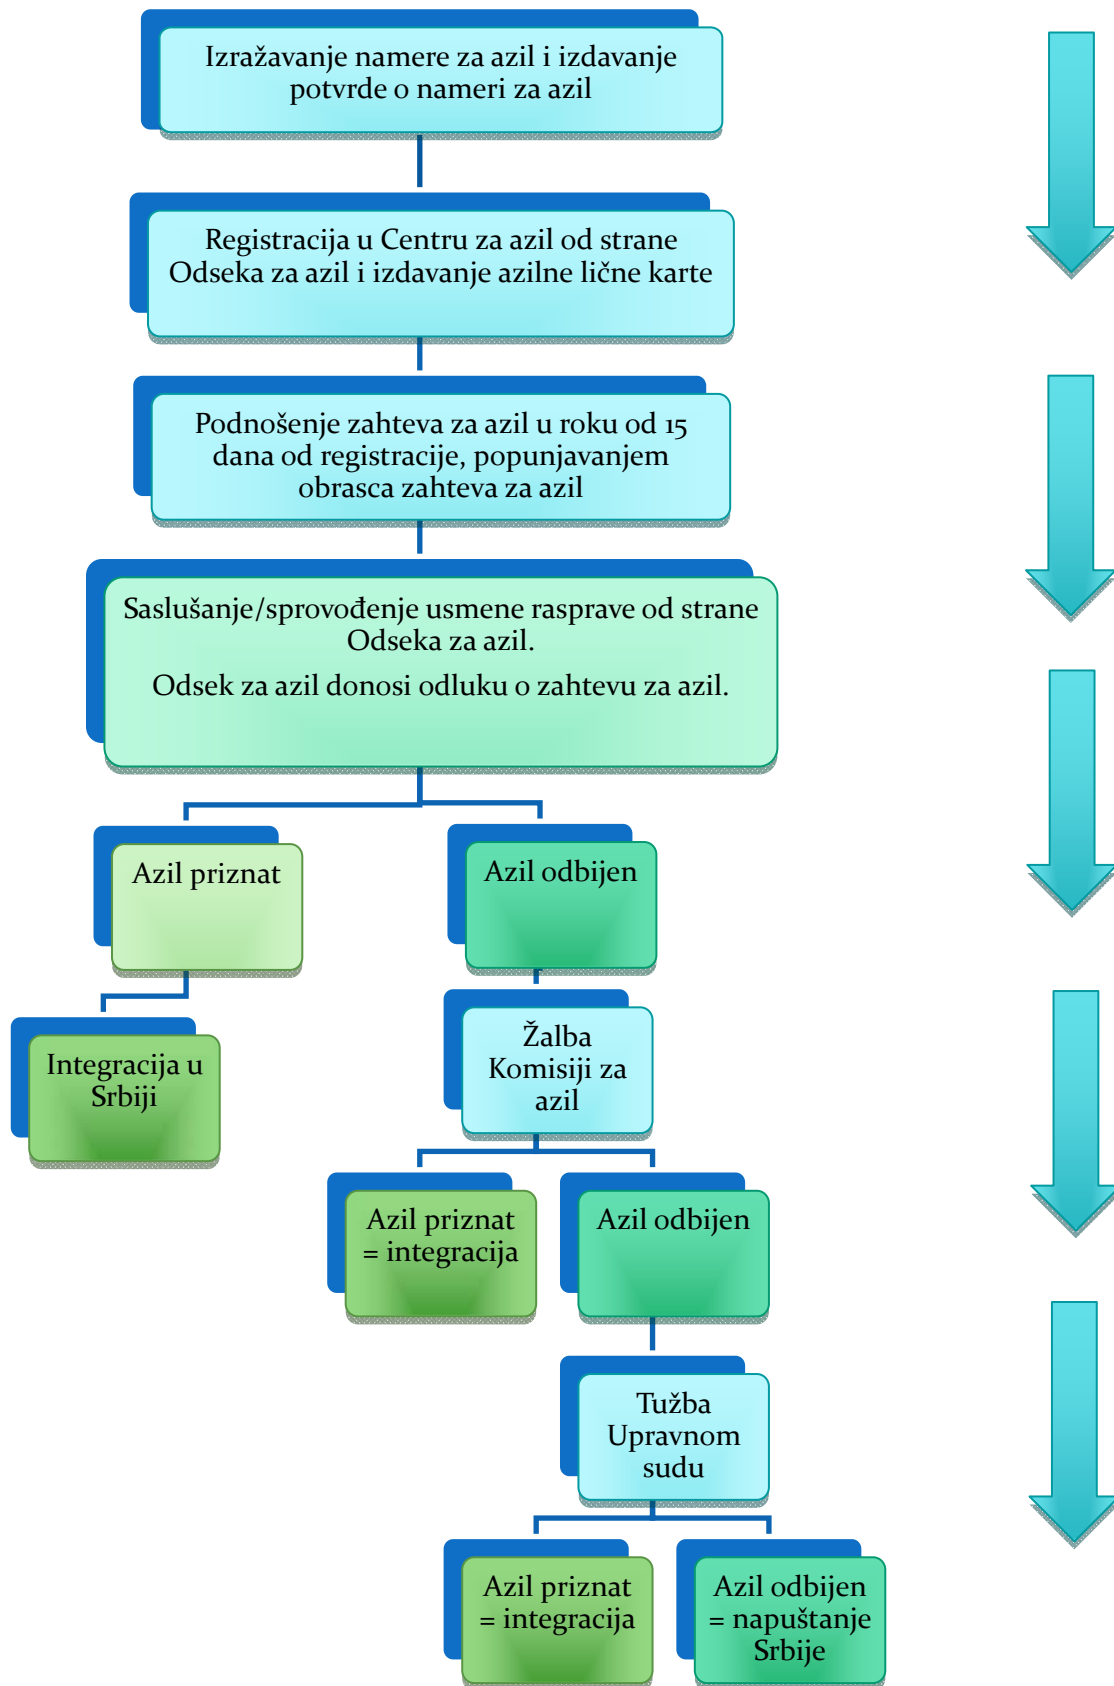 Izražavanje namere za azil i izdavanje
potvrde o nameri za azil
Registracija u Centru za azil od strane
Odseka za azil i izdavanje azilne lične karte
Podnošenje zahteva za azil u roku od 15
dana od registracije, popunjavanjem
obrasca zahteva za azil
Saslušanje/sprovođenje usmene rasprave od strane
Odseka za azil.
Odsek za azil donosi odluku o zahtevu za azil.
Azil priznat
Azil odbijen
Integracija u
Srbiji
Žalba
Komisiji za
azil
Azil priznat
= integracija
Azil odbijen
Tužba
Upravnom
sudu
Azil priznat
= integracija
Azil odbijen
= napuštanje
Srbije